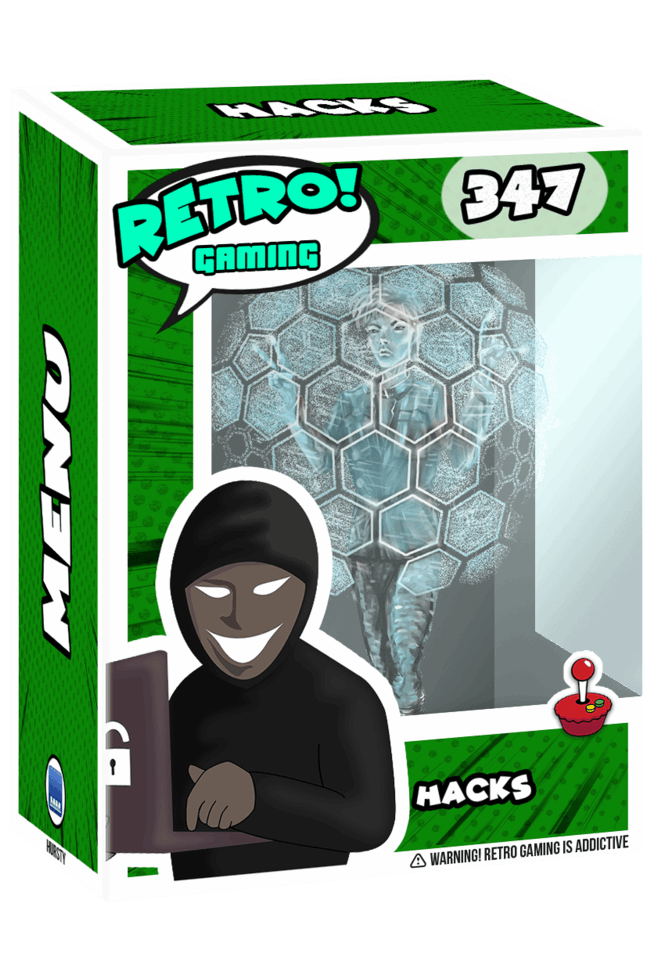 HACKS
RETRO!
GAMING
347
MENU
HACKS
HURSTY
⚠ WARNING! RETRO GAMING IS ADDICTIVE